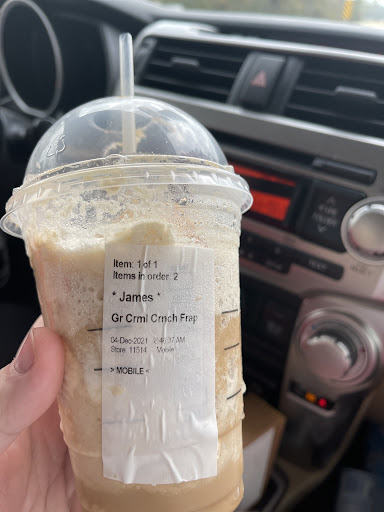 Item: 1 of 1
Items in order: 2
* James *
Gr Crml Crnch Frap
04-Dec-2021
Store: 11514 Mobile
> MOBILE <